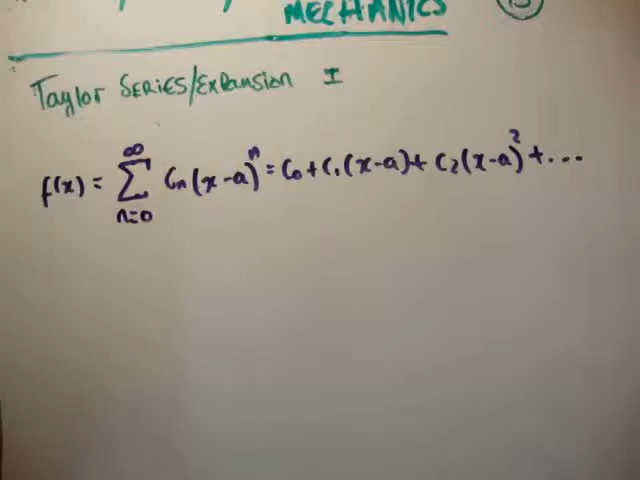 MECHANICS
Taylor SERIES/Expansion I
f(x) = ∑_{n=0}^{∞} Cn(x-a)^n = C0 + C1(x-a) + C2(x-a)^2 + ...